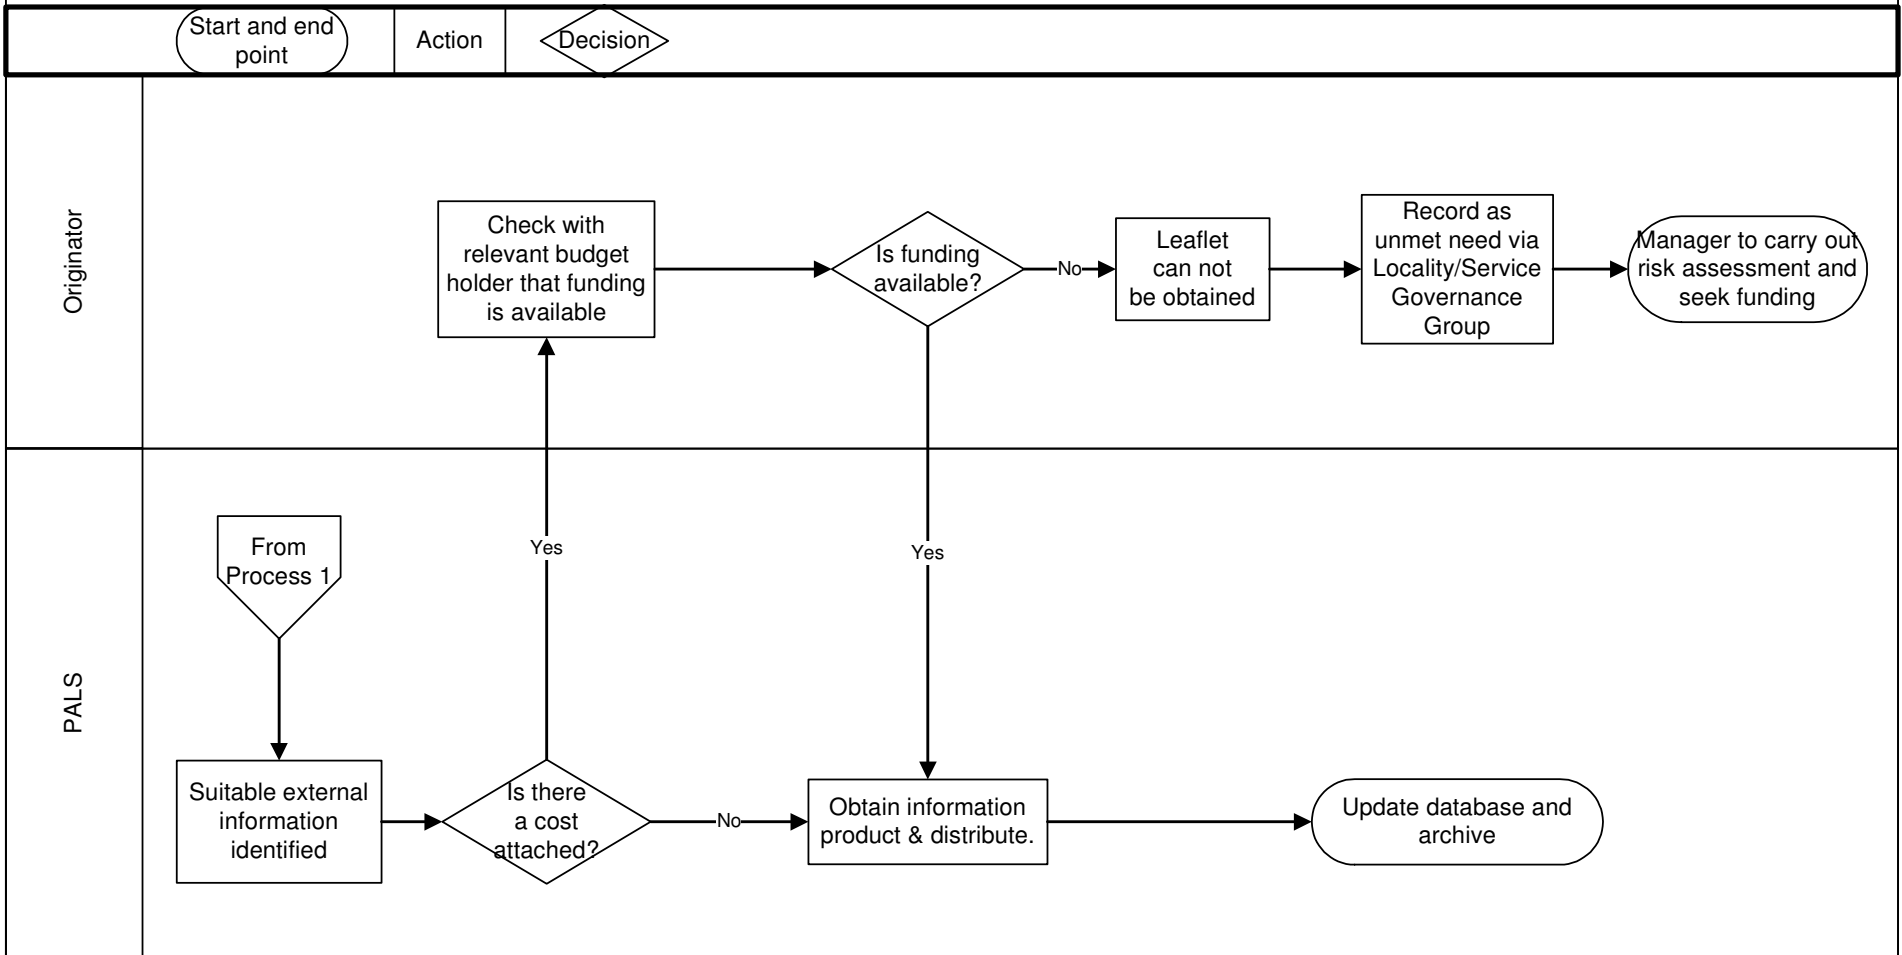 Start and end
point
Action
Decision
Originator
Check with
relevant budget
holder that funding
is available
Is funding
available?
No
Leaflet
can not
be obtained
Record as
unmet need via
Locality/Service
Governance
Group
Manager to carry out
risk assessment and
seek funding
Yes
Yes
PALS
From
Process 1
Suitable external
information
identified
Is there
a cost
attached?
No
Obtain information
product & distribute.
Update database and
archive